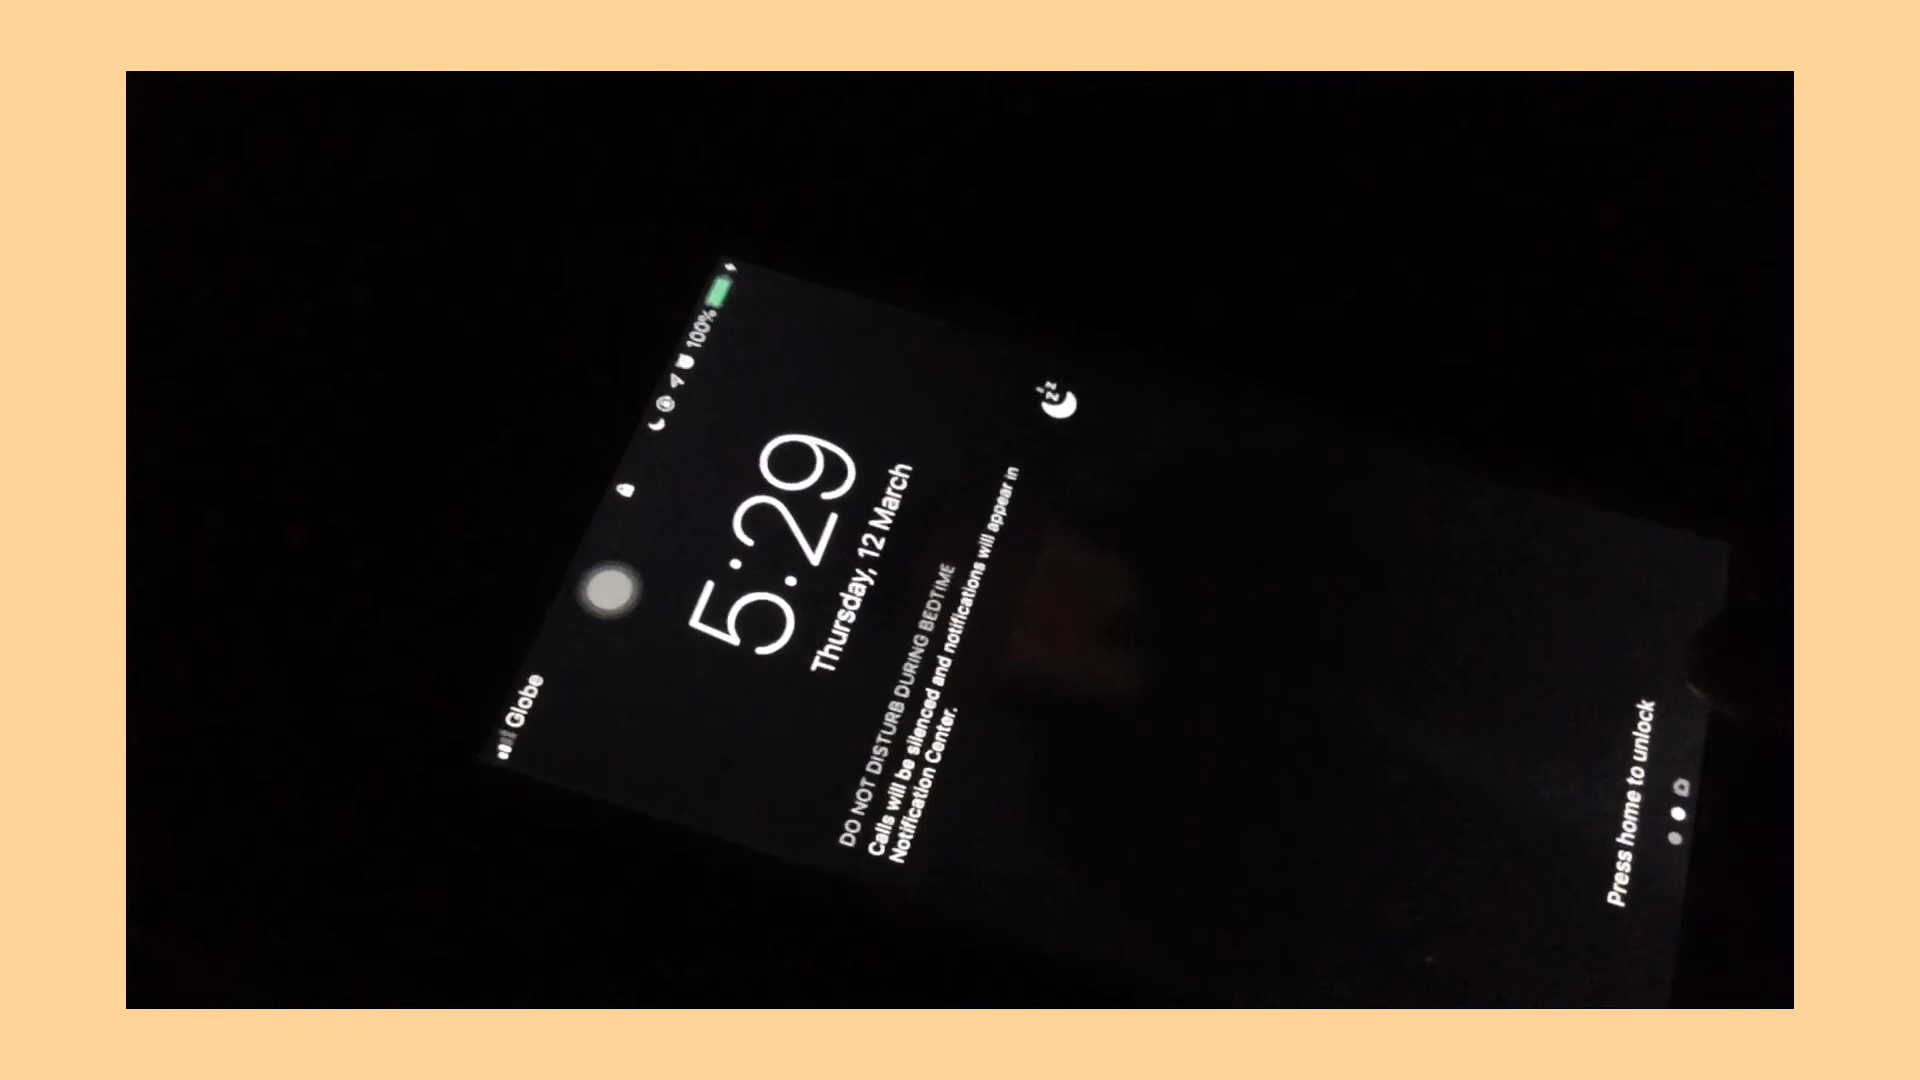 Globe
100%
5:29
Thursday, 12 March
DO NOT DISTURB DURING BEDTIME
Calls will be silenced and notifications will appear in
Notification Center.
Press home to unlock